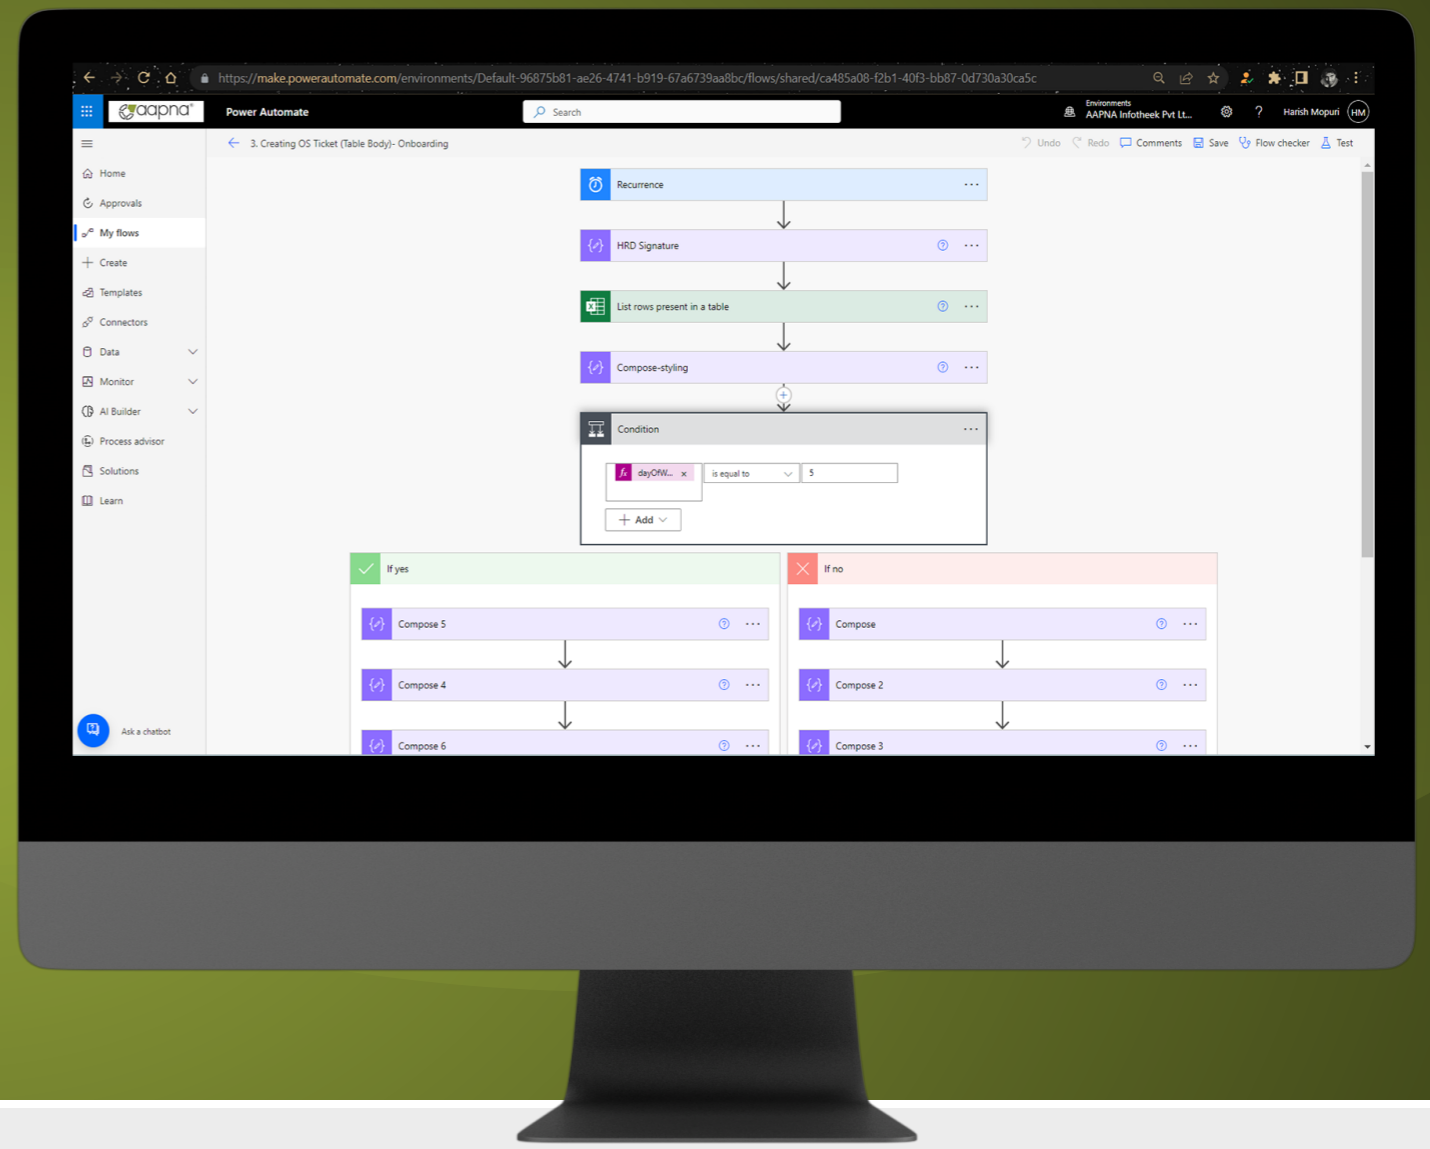 https://make.powerautomate.com/environments/Default-96875b81-ae26-4741-b919-67a6739aa8bc/flows/shared/ca485a08-f2b1-40f3-bb87-0d730a30ca5c
aapna
Power Automate
Search
Environments
AAPNA Infotheek Pvt Lt...
?
Harish Mopuri
HM
3. Creating OS Ticket (Table Body)- Onboarding
Undo
Redo
Comments
Save
Flow checker
Test
Home
Approvals
My flows
Create
Templates
Connectors
Data
Monitor
AI Builder
Process advisor
Solutions
Learn
Ask a chatbot
Recurrence
HRD Signature
List rows present in a table
Compose-styling
Condition
fx dayOfW... x
is equal to
5
+ Add
If yes
Compose 5
Compose 4
Compose 6
If no
Compose
Compose 2
Compose 3